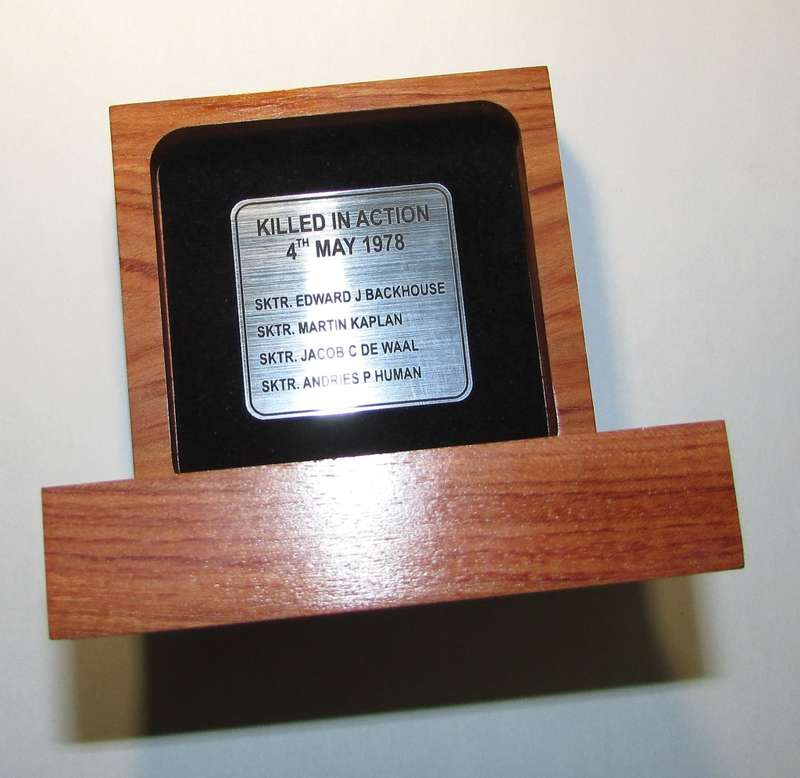 KILLED IN ACTION
4TH MAY 1978
SKTR. EDWARD J BACKHOUSE
SKTR. MARTIN KAPLAN
SKTR. JACOB C DE WAAL
SKTR. ANDRIES P HUMAN